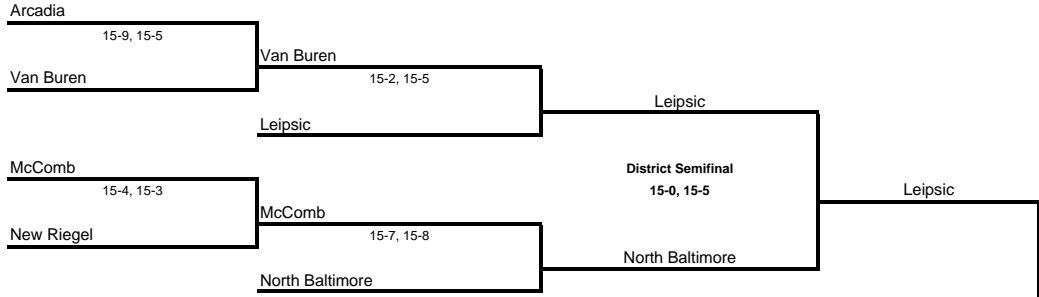 Arcadia
15-9, 15-5
Van Buren
Van Buren
15-2, 15-5
Leipsic
Leipsic
McComb
15-4, 15-3
New Riegel
McComb
15-7, 15-8
North Baltimore
District Semifinal
15-0, 15-5
North Baltimore
Leipsic